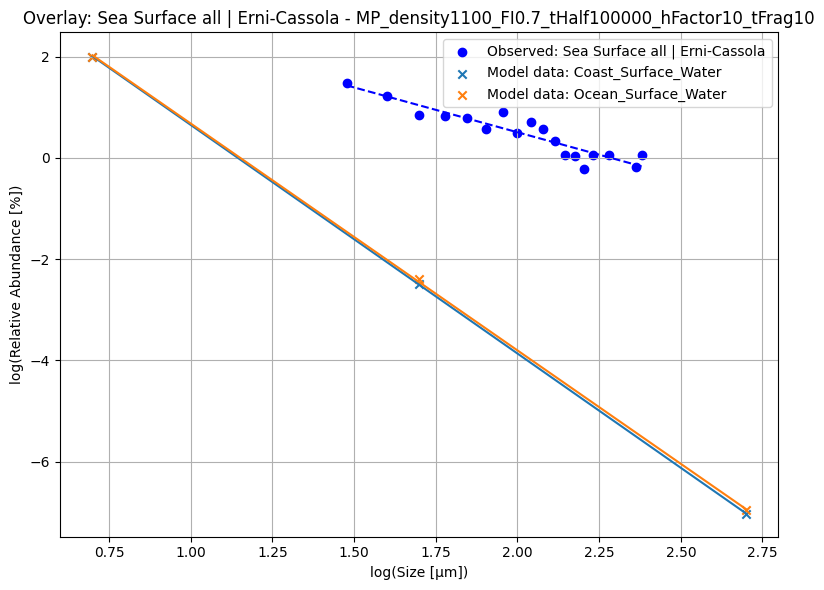 Overlay: Sea Surface all | Erni-Cassola - MP_density1100_FI0.7_tHalf100000_hFactor10_tFrag10
Observed: Sea Surface all | Erni-Cassola
Model data: Coast_Surface_Water
Model data: Ocean_Surface_Water
log(Relative Abundance [%])
2
0
−2
−4
−6
0.75 1.00 1.25 1.50 1.75 2.00 2.25 2.50 2.75
log(Size [μm])